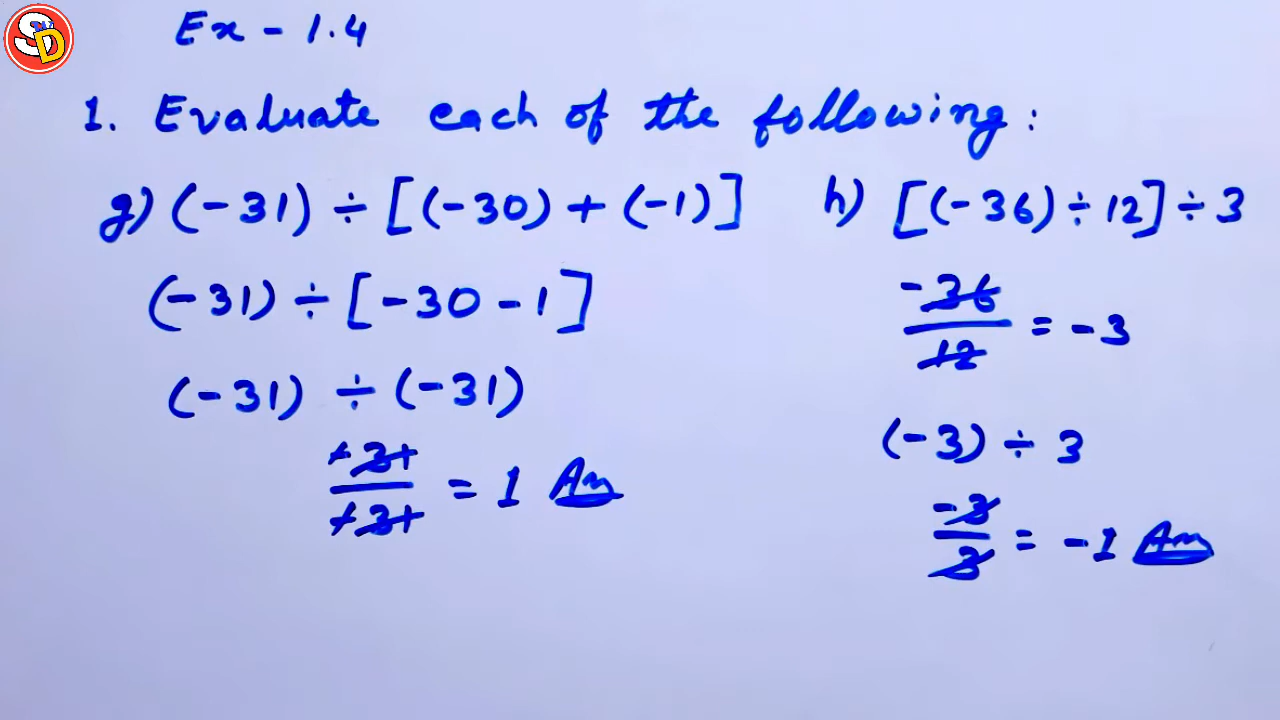 SD
Ex - 1.4
1. Evaluate each of the following:
g) (-31) ÷ [(-30) + (-1)]
(-31) ÷ [-30 - 1]
(-31) ÷ (-31)
-31/-31 = 1 Ans
h) [(-36) ÷ 12] ÷ 3
-36/12 = -3
(-3) ÷ 3
-3/3 = -1 Ans